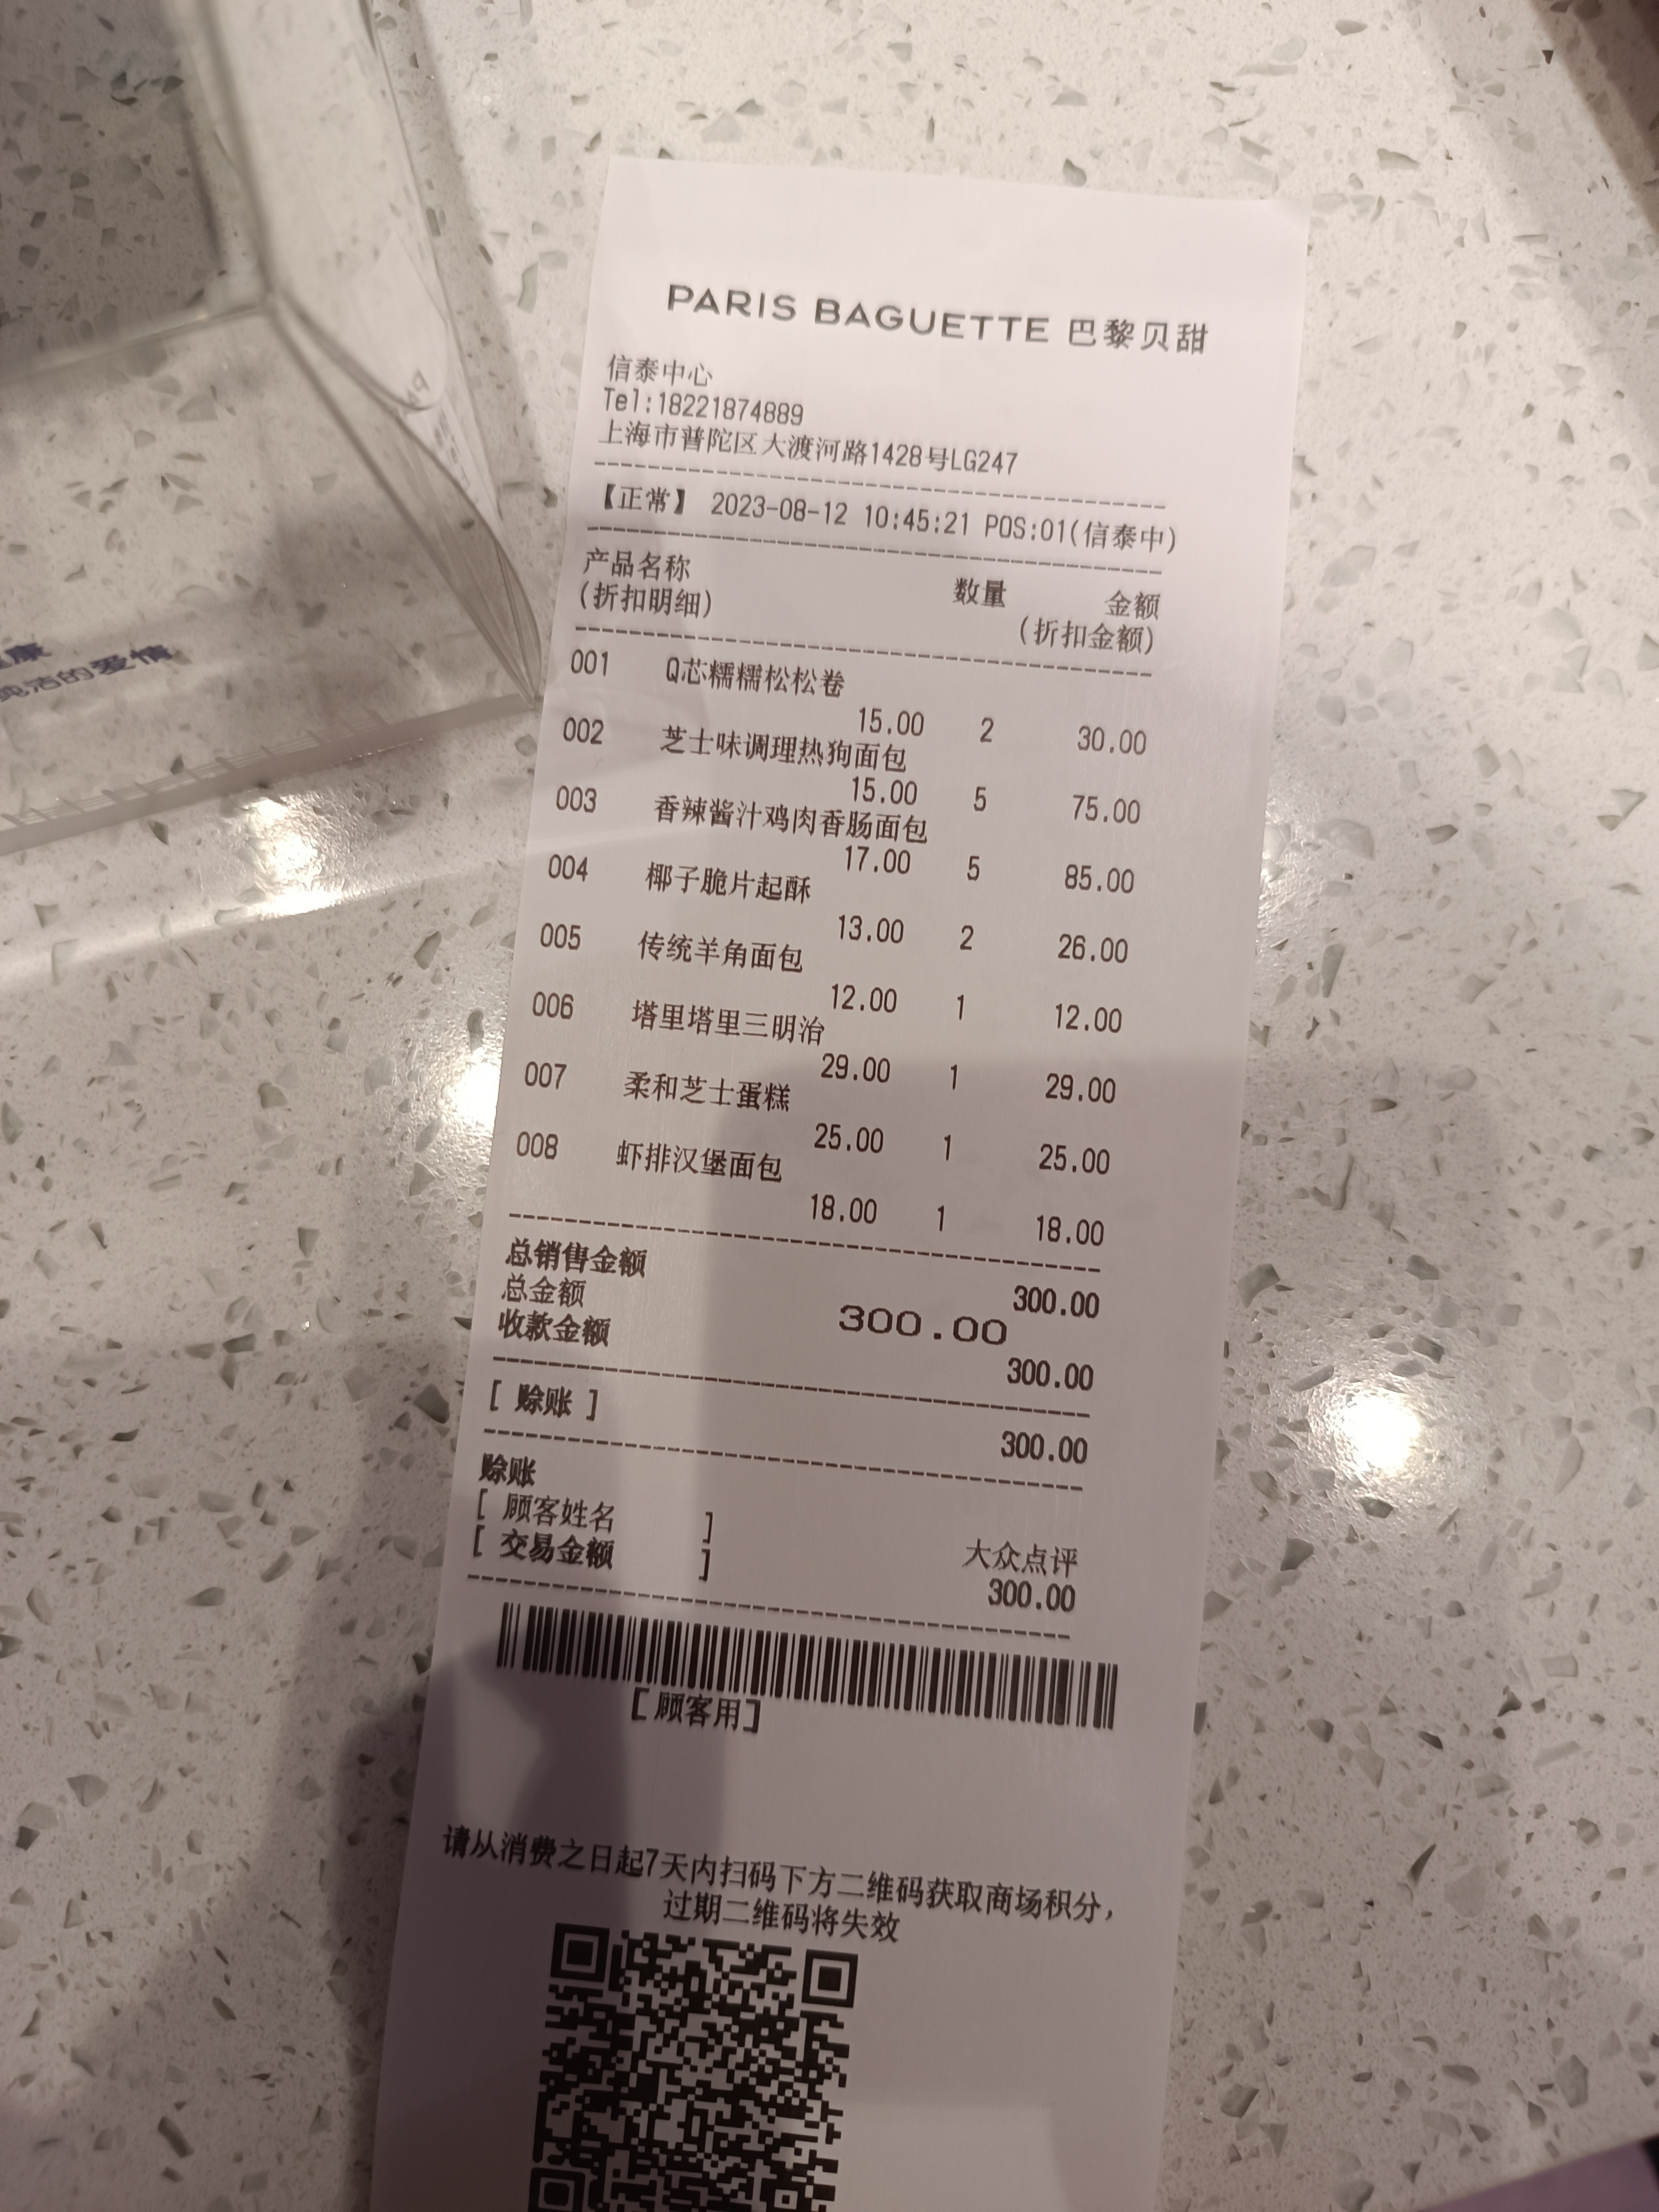 PARIS BAGUETTE 巴黎贝甜
信泰中心
Tel:18221874889
上海市普陀区大渡河路1428号LG247
【正常】 2023-08-12 10:45:21 POS:01(信泰中)
产品名称 数量 金额
(折扣明细) (折扣金额)
001 Q芯糯糯松松卷
15.00 2 30.00
002 芝士味调理热狗面包
15.00 5 75.00
003 香辣酱汁鸡肉香肠面包
17.00 5 85.00
004 椰子脆片起酥
13.00 2 26.00
005 传统羊角面包
12.00 1 12.00
006 塔里塔里三明治
29.00 1 29.00
007 柔和芝士蛋糕
25.00 1 25.00
008 虾排汉堡面包
18.00 1 18.00
总销售金额 300.00
总金额 300.00
收款金额 300.00
[ 赊账 ] 300.00
赊账
[ 顾客姓名 ] 大众点评
[ 交易金额 ] 300.00
[顾客用]
请从消费之日起7天内扫码下方二维码获取商场积分,
过期二维码将失效
康
纯洁的爱情